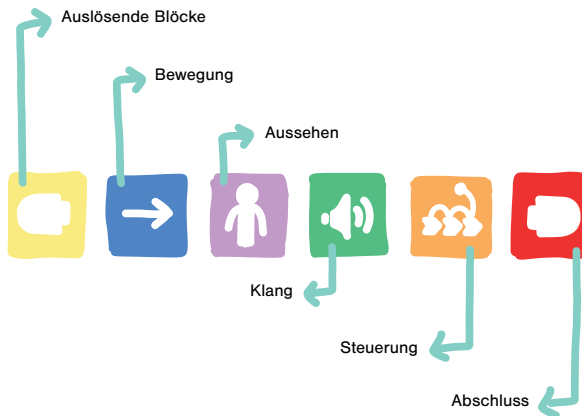 Auslösende Blöcke
Bewegung
Aussehen
Klang
Steuerung
Abschluss